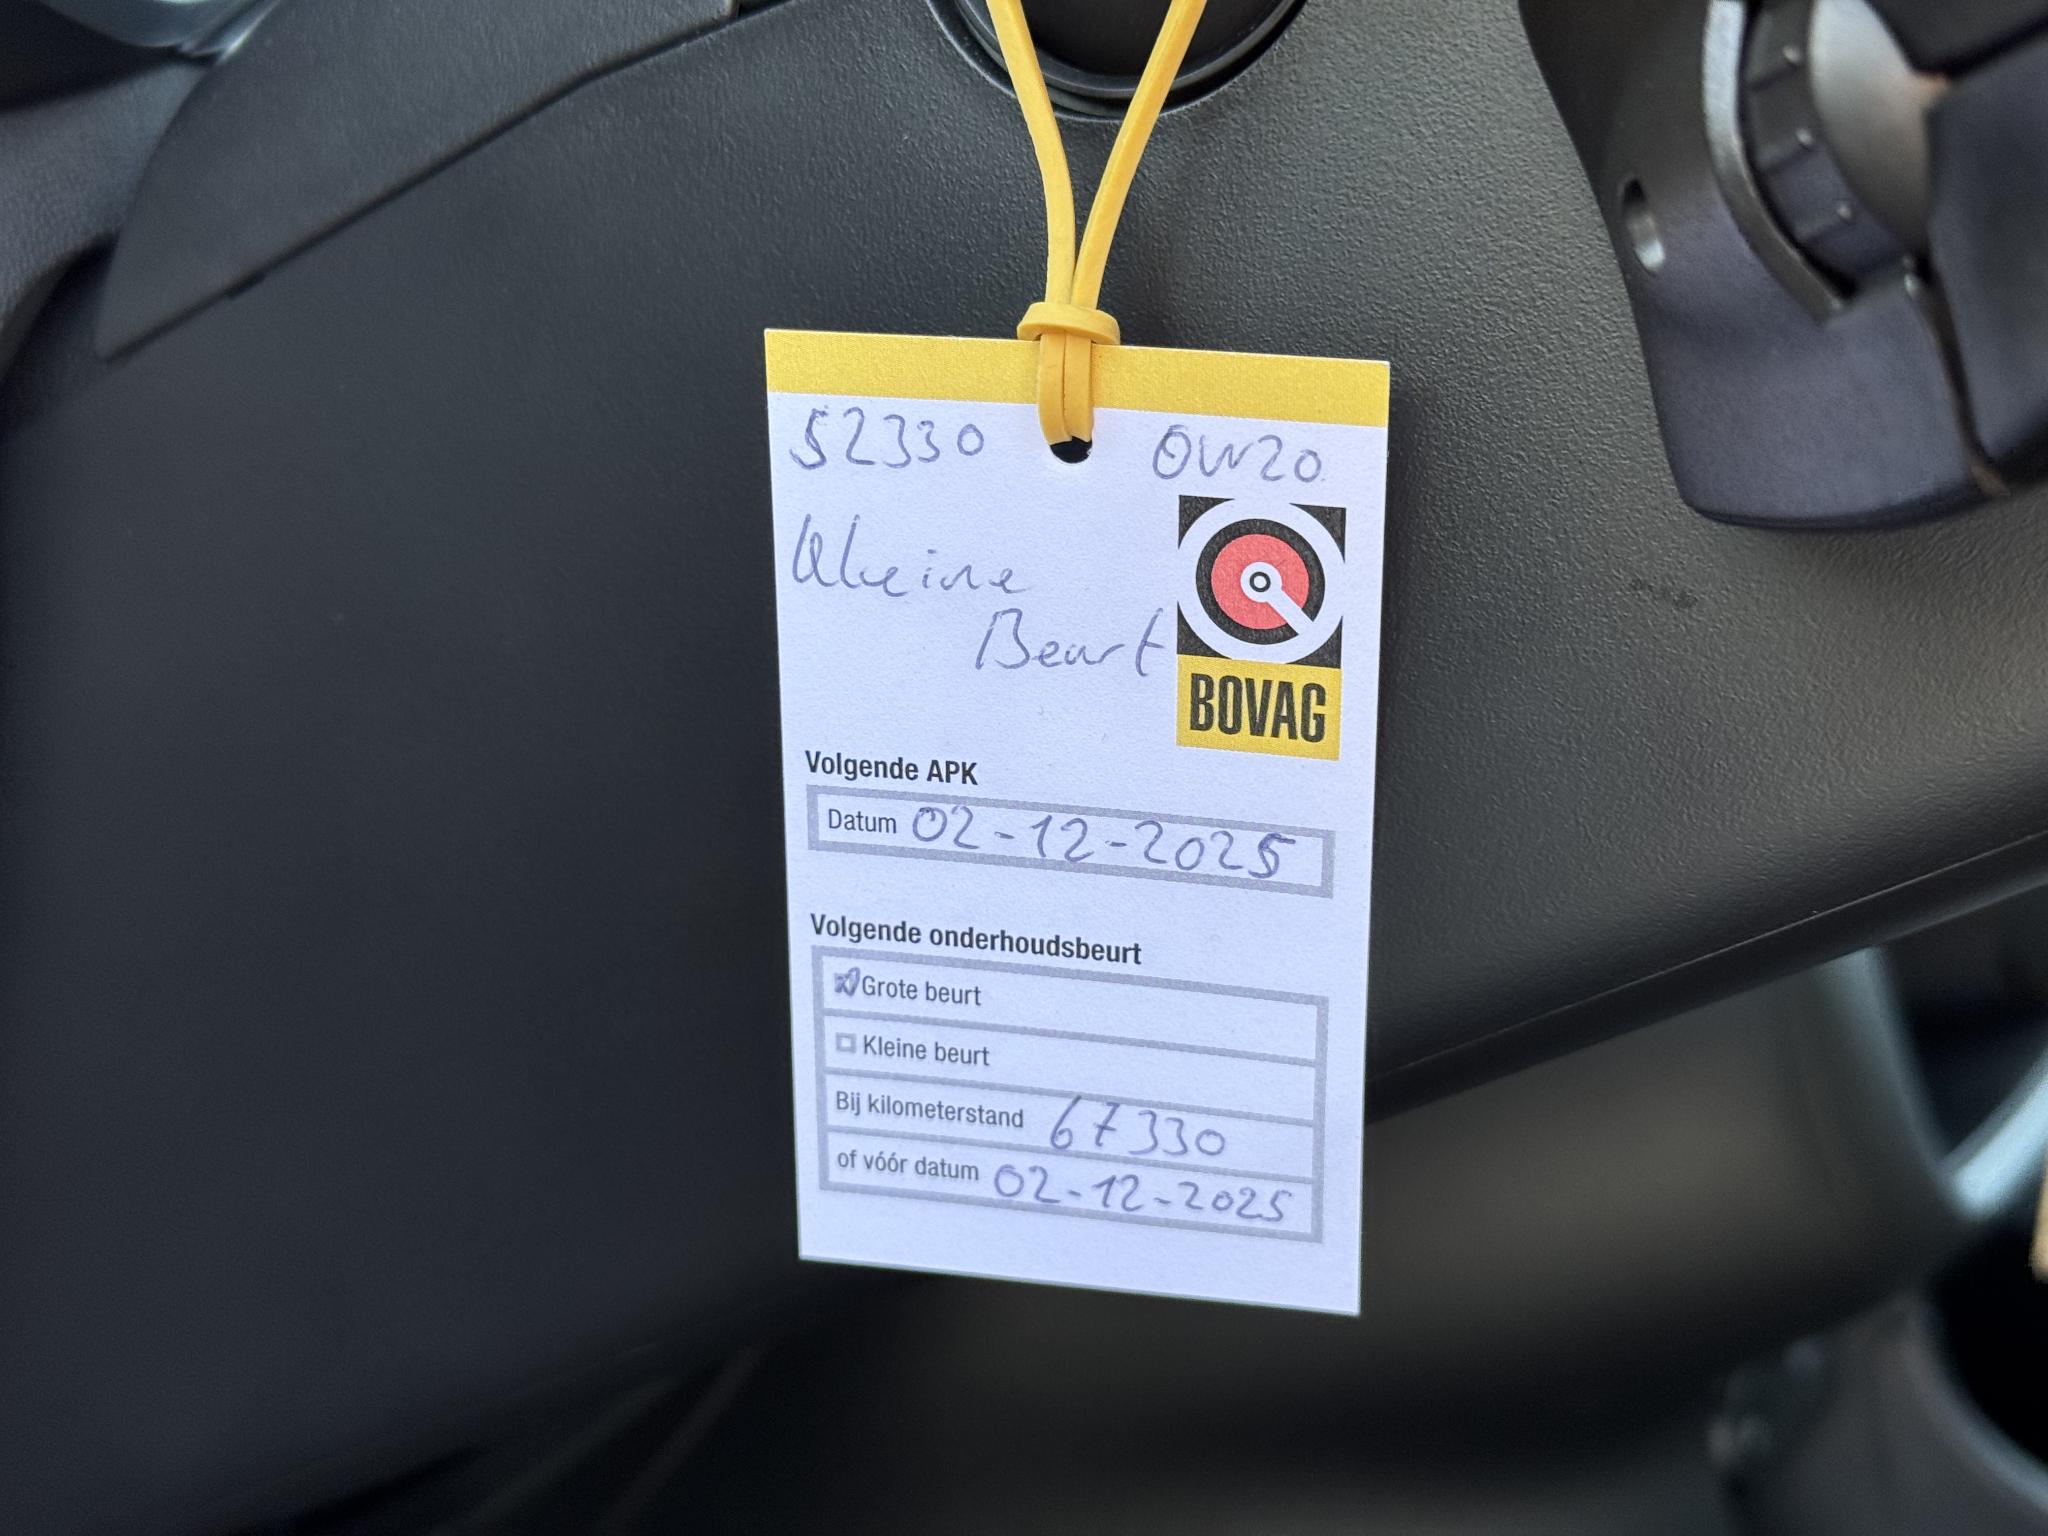 52330 0W20
Kleine
Beurt
BOVAG
Volgende APK
Datum 02-12-2025
Volgende onderhoudsbeurt
Grote beurt
Kleine beurt
Bij kilometerstand 67330
of vóór datum 02-12-2025